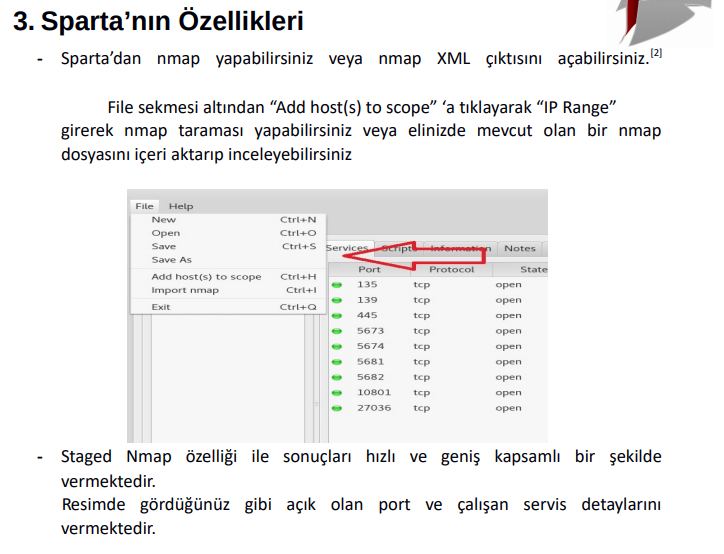 3. Sparta’nın Özellikleri
- Sparta’dan nmap yapabilirsiniz veya nmap XML çıktısını açabilirsiniz.[2]
File sekmesi altından “Add host(s) to scope” ‘a tıklayarak “IP Range”
girerek nmap taraması yapabilirsiniz veya elinizde mevcut olan bir nmap
dosyasını içeri aktarıp inceleyebilirsiniz
File Help
New Ctrl+N
Open Ctrl+O
Save Ctrl+S
Save As
Add host(s) to scope Ctrl+H
Import nmap Ctrl+I
Exit Ctrl+Q
Services Scripts Information Notes
Port Protocol State
135 tcp open
139 tcp open
445 tcp open
5673 tcp open
5674 tcp open
5681 tcp open
5682 tcp open
10801 tcp open
27036 tcp open
- Staged Nmap özelliği ile sonuçları hızlı ve geniş kapsamlı bir şekilde
vermektedir.
Resimde gördüğünüz gibi açık olan port ve çalışan servis detaylarını
vermektedir.